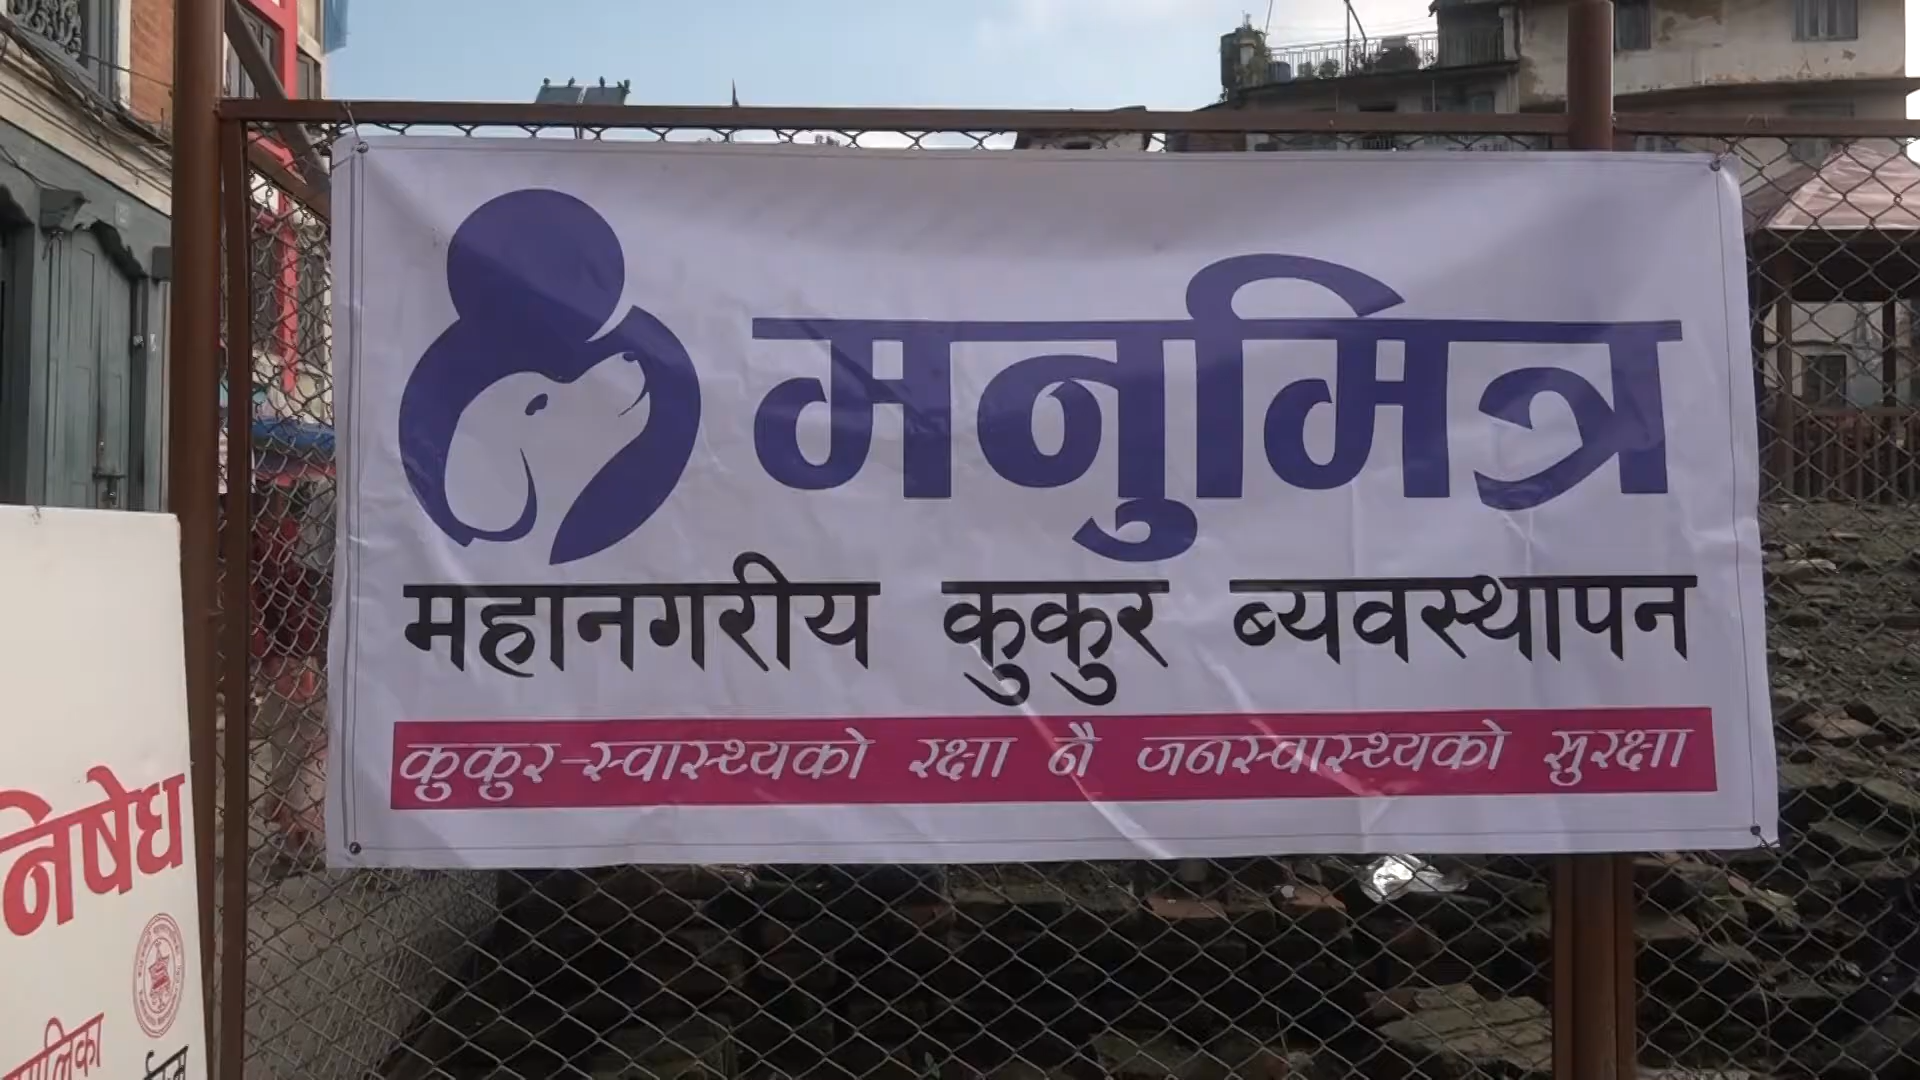 मनुमित्र
महानगरीय कुकुर व्यवस्थापन
कुकुर-स्वास्थ्यको रक्षा नै जनस्वास्थ्यको सुरक्षा
निषेध